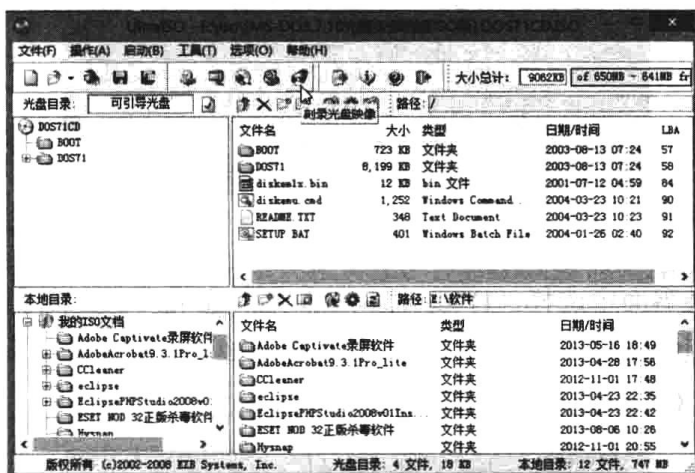 文件(F) 操作(A) 启动(B) 工具(T) 选项(O) 帮助(H)
大小总计: 9062KB of 650MB - 641MB fr
光盘目录: 可引导光盘 路径: /
刻录光盘映像
DOS71CD
BOOT
DOS71
文件名 大小 类型 日期/时间 LBA
BOOT 723 KB 文件夹 2003-08-13 07:24 57
DOS71 8,199 KB 文件夹 2003-08-13 07:24 58
diskemlx.bin 12 KB bin 文件 2001-07-12 04:59 84
diskemu.cmd 1,252 Windows Command . 2004-03-23 10:21 90
README.TXT 348 Text Document 2004-03-23 10:23 91
SETUP.BAT 401 Windows Batch File 2004-01-26 02:40 92
本地目录: 路径: E:\软件
我的ISO文档
Adobe Captivate录屏软件
AdobeAcrobat9.3.1Pro_l
CCleaner
eclipse
EclipsePHPStudio2008v0
ESET NOD 32正版杀毒软件
Hysnap
文件名 类型 日期/时间
Adobe Captivate录屏软件 文件夹 2013-05-16 18:49
AdobeAcrobat9.3.1Pro_lite 文件夹 2013-04-28 17:56
CCleaner 文件夹 2012-11-01 17:48
eclipse 文件夹 2013-04-23 22:35
EclipsePHPStudio2008v01Ins... 文件夹 2013-04-23 22:42
ESET NOD 32正版杀毒软件 文件夹 2013-08-06 10:26
Hysnap 文件夹 2012-11-01 20:55
版权所有 (c)2002-2008 EZB Systems, Inc. 光盘目录: 4 文件, 18 KB 本地目录: 12 文件, 747 MB